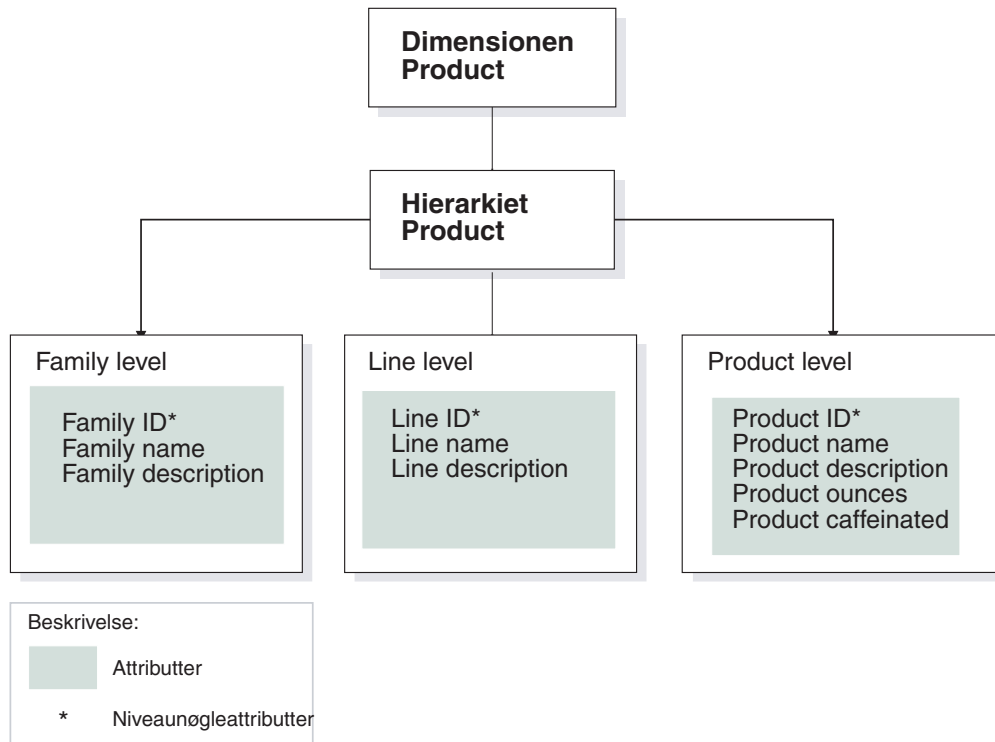 Dimensionen
Product
Hierarkiet
Product
Family level
Family ID*
Family name
Family description
Line level
Line ID*
Line name
Line description
Product level
Product ID*
Product name
Product description
Product ounces
Product caffeinated
Beskrivelse:
Attributter
* Niveaunøgleattributter